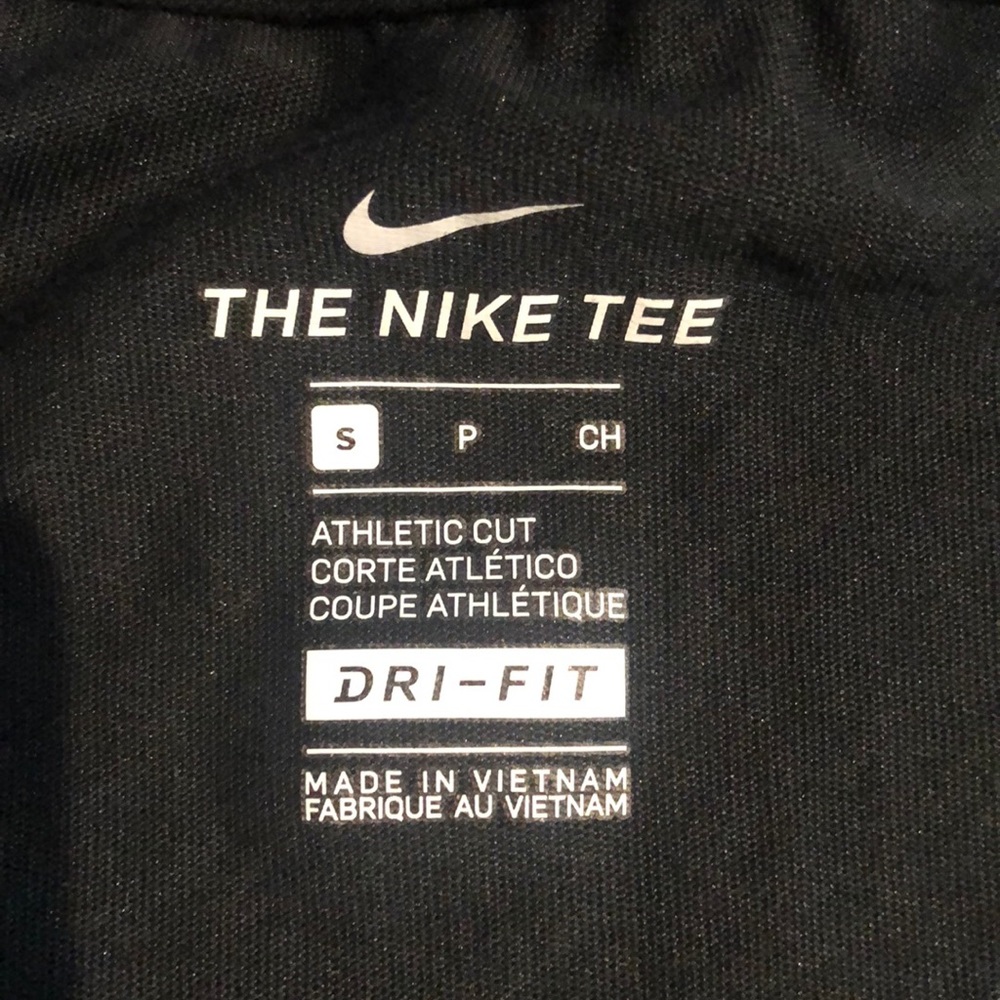 THE NIKE TEE
S P CH
ATHLETIC CUT
CORTE ATLÉTICO
COUPE ATHLÉTIQUE
DRI-FIT
MADE IN VIETNAM
FABRIQUE AU VIETNAM